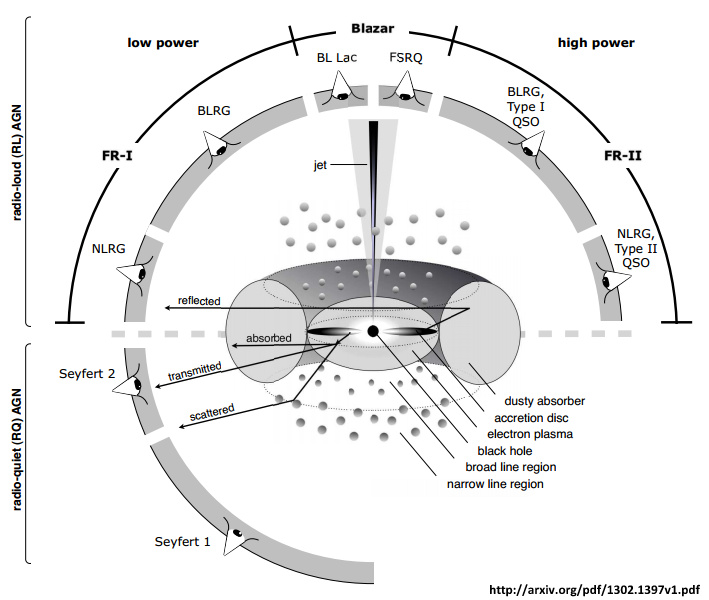 Blazar
low power
high power
BL Lac
FSRQ
BLRG
BLRG,
Type I
QSO
FR-I
FR-II
jet
radio-loud (RL) AGN
NLRG
NLRG,
Type II
QSO
reflected
absorbed
transmitted
scattered
Seyfert 2
dusty absorber
accretion disc
electron plasma
black hole
broad line region
narrow line region
radio-quiet (RQ) AGN
Seyfert 1
http://arxiv.org/pdf/1302.1397v1.pdf